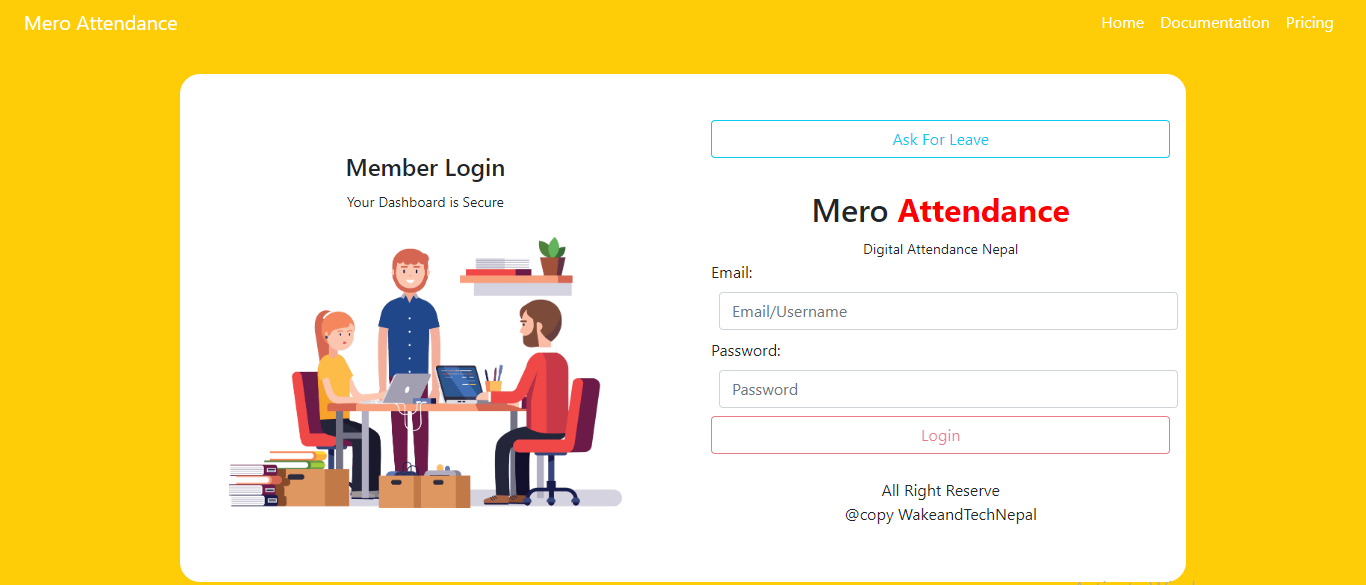 Mero Attendance
Home Documentation Pricing
Member Login
Your Dashboard is Secure
Ask For Leave
Mero Attendance
Digital Attendance Nepal
Email:
Email/Username
Password:
Password
Login
All Right Reserve
@copy WakeandTechNepal